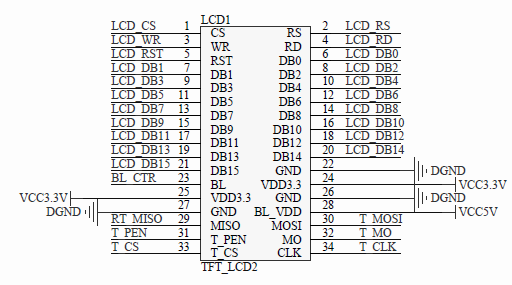 LCD1
LCD_CS 1 CS RS 2 LCD_RS
LCD_WR 3 WR RD 4 LCD_RD
LCD_RST 5 RST DB0 6 LCD_DB0
LCD_DB1 7 DB1 DB2 8 LCD_DB2
LCD_DB3 9 DB3 DB4 10 LCD_DB4
LCD_DB5 11 DB5 DB6 12 LCD_DB6
LCD_DB7 13 DB7 DB8 14 LCD_DB8
LCD_DB9 15 DB9 DB10 16 LCD_DB10
LCD_DB11 17 DB11 DB12 18 LCD_DB12
LCD_DB13 19 DB13 DB14 20 LCD_DB14
LCD_DB15 21 DB15 GND 22 DGND
BL_CTR 23 BL VDD3.3 24 VCC3.3V
VCC3.3V 25 VDD3.3 GND 26 DGND
DGND 27 GND BL_VDD 28 VCC5V
RT_MISO 29 MISO MOSI 30 T_MOSI
T_PEN 31 T_PEN MO 32 T_MO
T_CS 33 T_CS CLK 34 T_CLK
TFT_LCD2